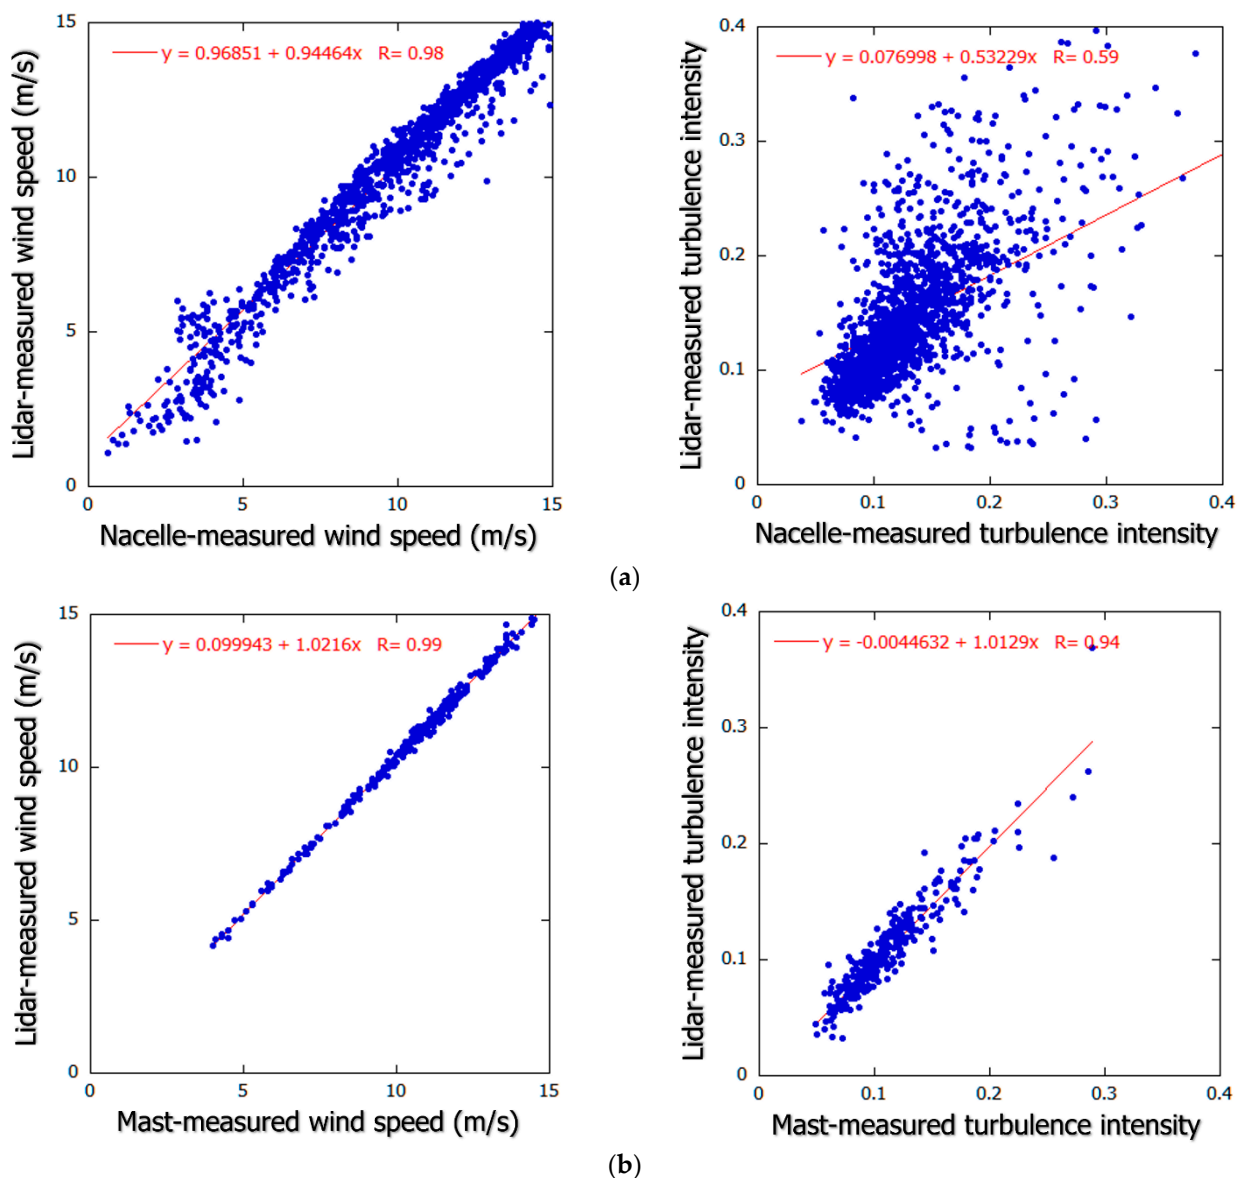 15
y = 0.96851 + 0.94464x R= 0.98
10
5
0
0 5 10 15
Lidar-measured wind speed (m/s)
Nacelle-measured wind speed (m/s)
0.4
y = 0.076998 + 0.53229x R= 0.59
0.3
0.2
0.1
0
0 0.1 0.2 0.3 0.4
Lidar-measured turbulence intensity
Nacelle-measured turbulence intensity
(a)
15
y = 0.099943 + 1.0216x R= 0.99
10
5
0
0 5 10 15
Lidar-measured wind speed (m/s)
Mast-measured wind speed (m/s)
0.4
y = -0.0044632 + 1.0129x R= 0.94
0.3
0.2
0.1
0
0 0.1 0.2 0.3 0.4
Lidar-measured turbulence intensity
Mast-measured turbulence intensity
(b)